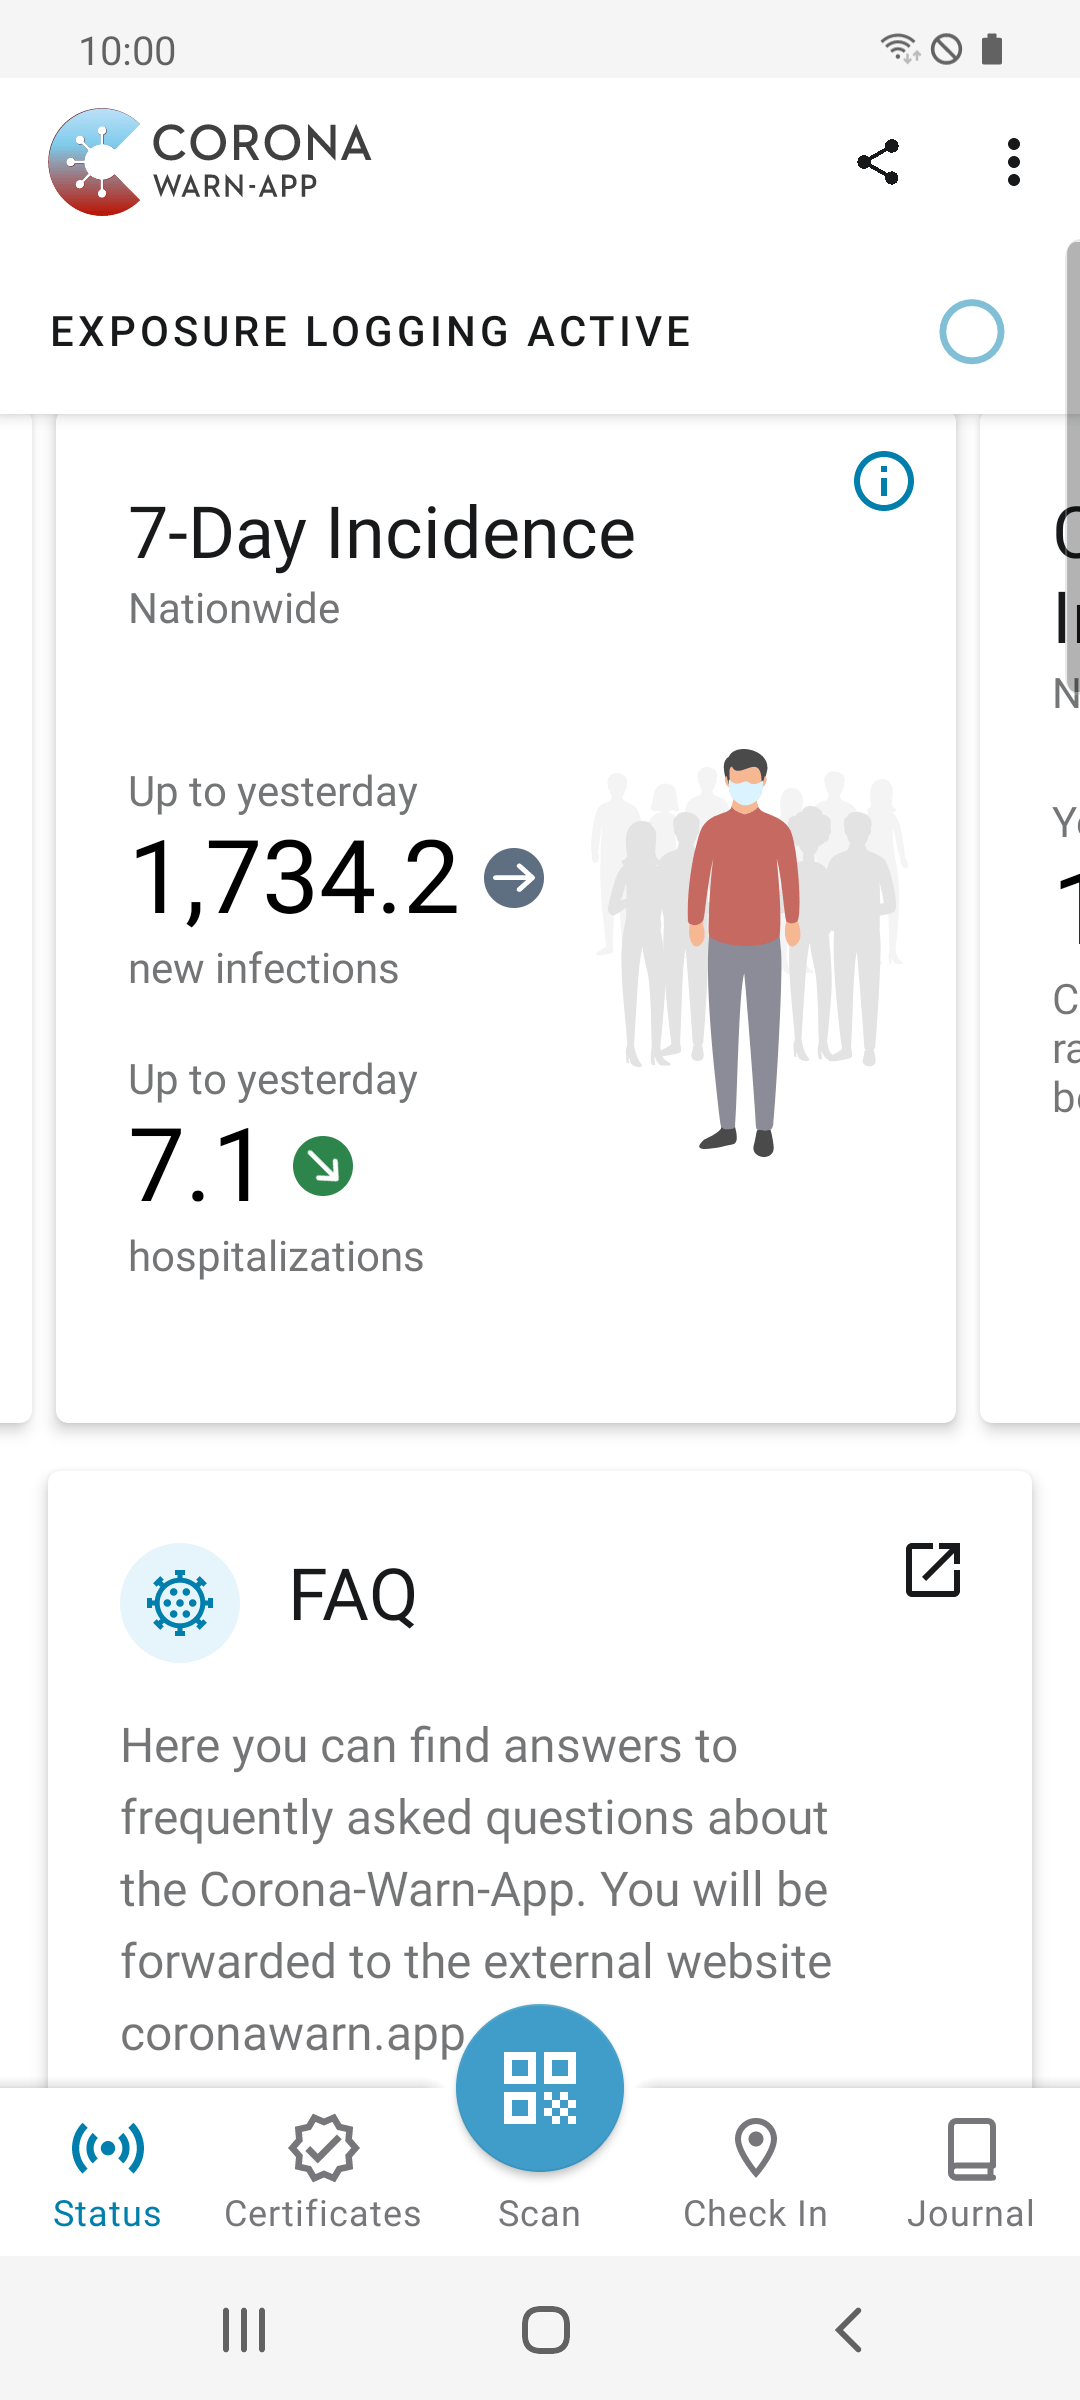 10:00
CORONA
WARN-APP
EXPOSURE LOGGING ACTIVE
7-Day Incidence
Nationwide
Up to yesterday
1,734.2
new infections
Up to yesterday
7.1
hospitalizations
FAQ
Here you can find answers to
frequently asked questions about
the Corona-Warn-App. You will be
forwarded to the external website
coronawarn.app
Status
Certificates
Scan
Check In
Journal